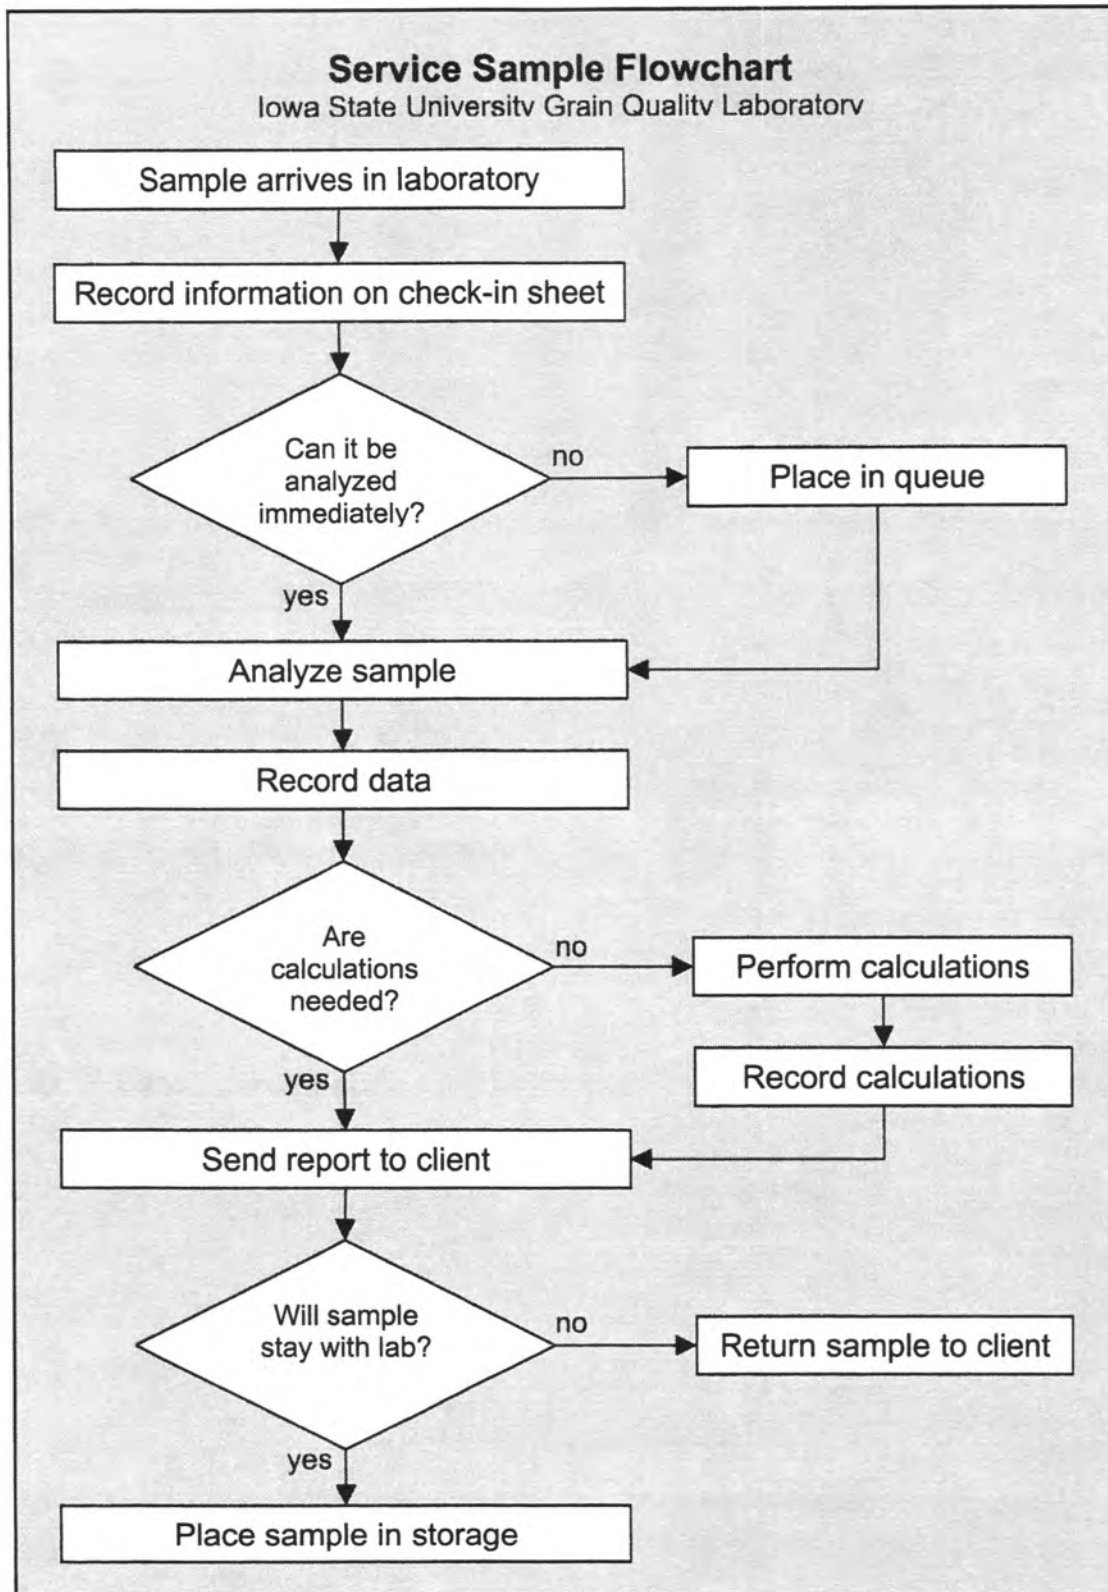 Service Sample Flowchart
Iowa State University Grain Quality Laboratory
Sample arrives in laboratory
Record information on check-in sheet
Can it be
analyzed
immediately?
no
Place in queue
yes
Analyze sample
Record data
Are
calculations
needed?
no
Perform calculations
Record calculations
yes
Send report to client
Will sample
stay with lab?
no
Return sample to client
yes
Place sample in storage